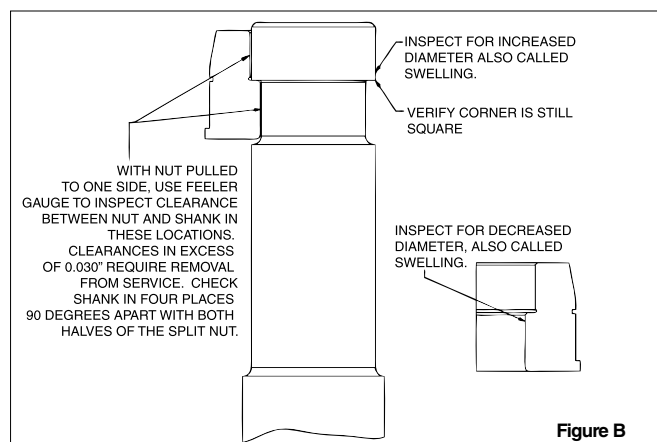 INSPECT FOR INCREASED
DIAMETER ALSO CALLED
SWELLING.
VERIFY CORNER IS STILL
SQUARE
WITH NUT PULLED
TO ONE SIDE, USE FEELER
GAUGE TO INSPECT CLEARANCE
BETWEEN NUT AND SHANK IN
THESE LOCATIONS.
CLEARANCES IN EXCESS
OF 0.030" REQUIRE REMOVAL
FROM SERVICE. CHECK
SHANK IN FOUR PLACES
90 DEGREES APART WITH BOTH
HALVES OF THE SPLIT NUT.
INSPECT FOR DECREASED
DIAMETER, ALSO CALLED
SWELLING.
Figure B